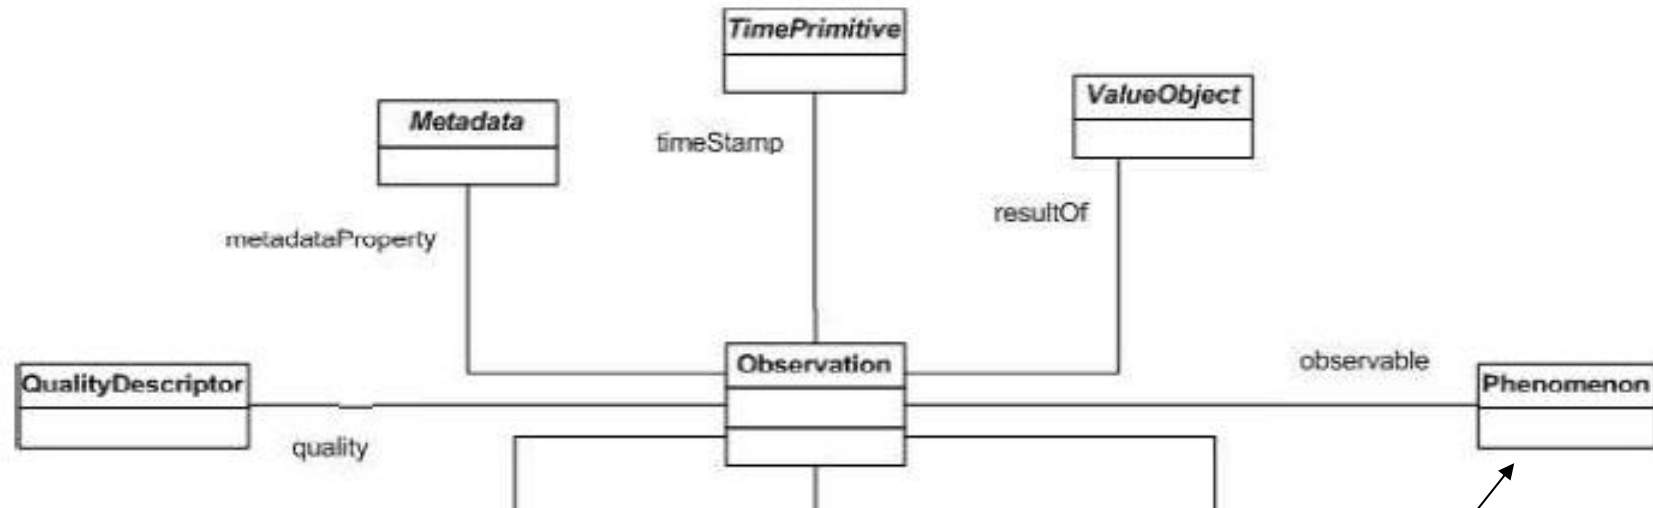 TimePrimitive
ValueObject
Metadata
timeStamp
resultOf
metadataProperty
Observation
observable
QualityDescriptor
Phenomenon
quality